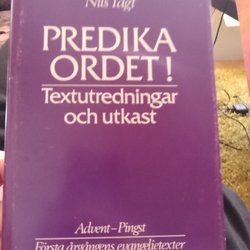 Nils Tägt
PREDIKA
ORDET!
Textutredningar
och utkast
Advent-Pingst
Första årgångens evangelietexter